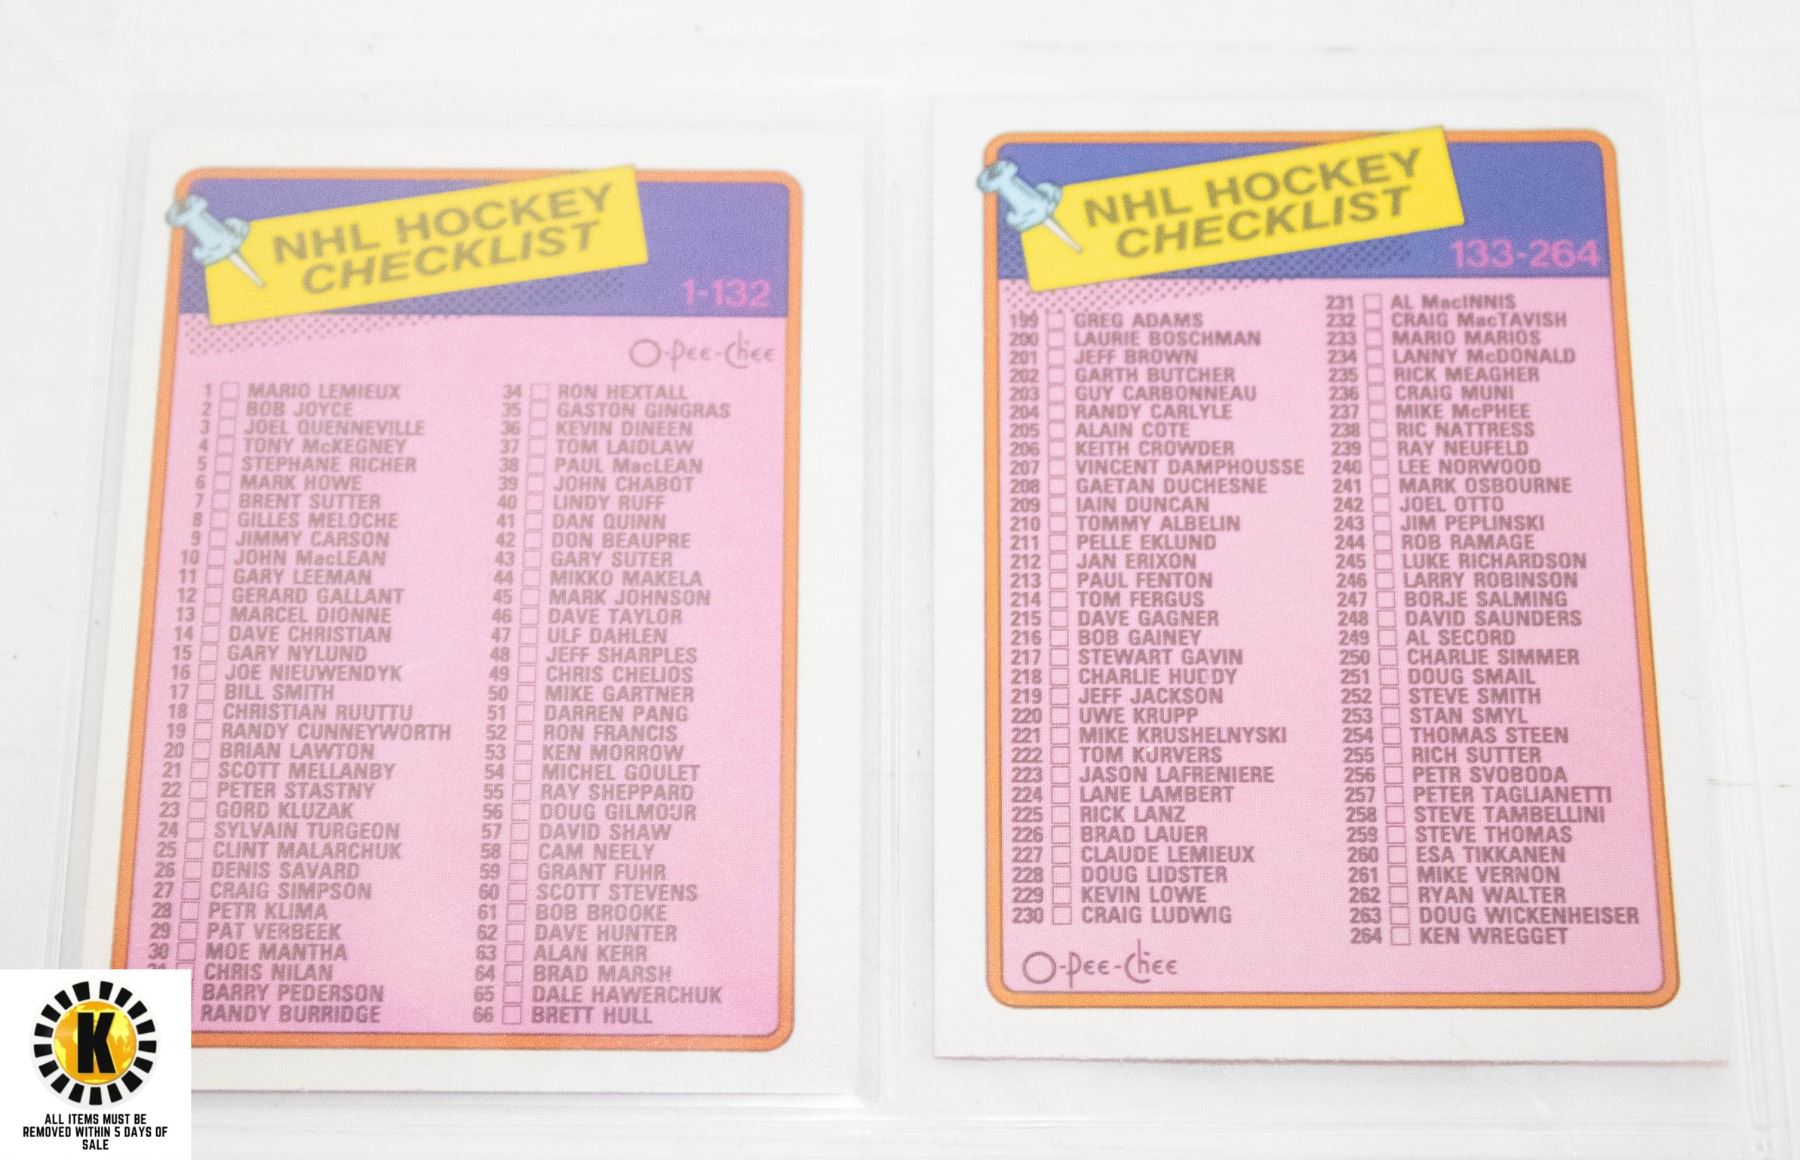 NHL HOCKEY
CHECKLIST
1-132
O-Pee-Chee
1 MARIO LEMIEUX
2 BOB JOYCE
3 JOEL QUENNEVILLE
4 TONY McKEGNEY
5 STEPHANE RICHER
6 MARK HOWE
7 BRENT SUTTER
8 GILLES MELOCHE
9 JIMMY CARSON
10 JOHN MacLEAN
11 GARY LEEMAN
12 GERARD GALLANT
13 MARCEL DIONNE
14 DAVE CHRISTIAN
15 GARY NYLUND
16 JOE NIEUWENDYK
17 BILL SMITH
18 CHRISTIAN RUUTTU
19 RANDY CUNNEYWORTH
20 BRIAN LAWTON
21 SCOTT MELLANBY
22 PETER STASTNY
23 GORD KLUZAK
24 SYLVAIN TURGEON
25 CLINT MALARCHUK
26 DENIS SAVARD
27 CRAIG SIMPSON
28 PETR KLIMA
29 PAT VERBEEK
30 MOE MANTHA
CHRIS NILAN
BARRY PEDERSON
RANDY BURRIDGE
34 RON HEXTALL
35 GASTON GINGRAS
36 KEVIN DINEEN
37 TOM LAIDLAW
38 PAUL MacLEAN
39 JOHN CHABOT
40 LINDY RUFF
41 DAN QUINN
42 DON BEAUPRE
43 GARY SUTER
44 MIKKO MAKELA
45 MARK JOHNSON
46 DAVE TAYLOR
47 ULF DAHLEN
48 JEFF SHARPLES
49 CHRIS CHELIOS
50 MIKE GARTNER
51 DARREN PANG
52 RON FRANCIS
53 KEN MORROW
54 MICHEL GOULET
55 RAY SHEPPARD
56 DOUG GILMOUR
57 DAVID SHAW
58 CAM NEELY
59 GRANT FUHR
60 SCOTT STEVENS
61 BOB BROOKE
62 DAVE HUNTER
63 ALAN KERR
64 BRAD MARSH
65 DALE HAWERCHUK
66 BRETT HULL
NHL HOCKEY
CHECKLIST
133-264
199 GREG ADAMS
200 LAURIE BOSCHMAN
201 JEFF BROWN
202 GARTH BUTCHER
203 GUY CARBONNEAU
204 RANDY CARLYLE
205 ALAIN COTE
206 KEITH CROWDER
207 VINCENT DAMPHOUSSE
208 GAETAN DUCHESNE
209 IAIN DUNCAN
210 TOMMY ALBELIN
211 PELLE EKLUND
212 JAN ERIXON
213 PAUL FENTON
214 TOM FERGUS
215 DAVE GAGNER
216 BOB GAINEY
217 STEWART GAVIN
218 CHARLIE HUDDY
219 JEFF JACKSON
220 UWE KRUPP
221 MIKE KRUSHELNYSKI
222 TOM KURVERS
223 JASON LAFRENIERE
224 LANE LAMBERT
225 RICK LANZ
226 BRAD LAUER
227 CLAUDE LEMIEUX
228 DOUG LIDSTER
229 KEVIN LOWE
230 CRAIG LUDWIG
231 AL MacINNIS
232 CRAIG MacTAVISH
233 MARIO MARIOS
234 LANNY McDONALD
235 RICK MEAGHER
236 CRAIG MUNI
237 MIKE McPHEE
238 RIC NATTRESS
239 RAY NEUFELD
240 LEE NORWOOD
241 MARK OSBOURNE
242 JOEL OTTO
243 JIM PEPLINSKI
244 ROB RAMAGE
245 LUKE RICHARDSON
246 LARRY ROBINSON
247 BORJE SALMING
248 DAVID SAUNDERS
249 AL SECORD
250 CHARLIE SIMMER
251 DOUG SMAIL
252 STEVE SMITH
253 STAN SMYL
254 THOMAS STEEN
255 RICH SUTTER
256 PETR SVOBODA
257 PETER TAGLIANETTI
258 STEVE TAMBELLINI
259 STEVE THOMAS
260 ESA TIKKANEN
261 MIKE VERNON
262 RYAN WALTER
263 DOUG WICKENHEISER
264 KEN WREGGET
O-Pee-Chee
K
ALL ITEMS MUST BE
REMOVED WITHIN 5 DAYS OF
SALE